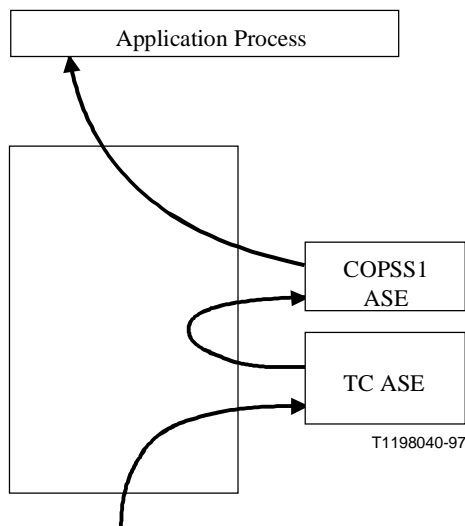 Application Process
COPSS1
ASE
TC ASE
T1198040-97